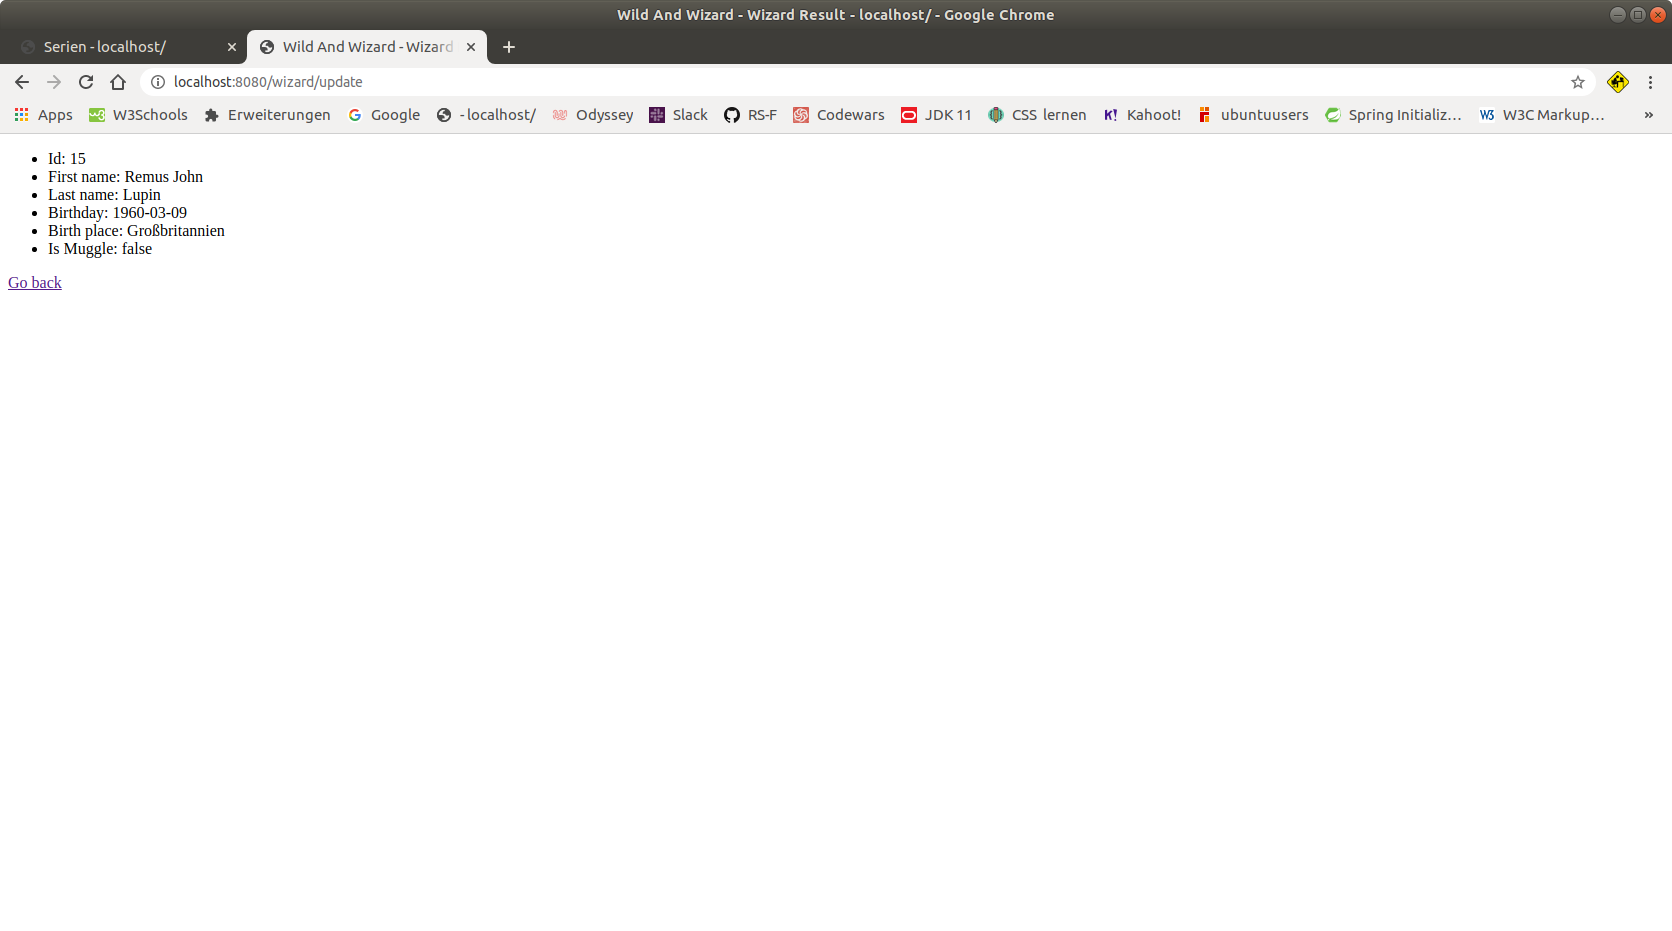 Wild And Wizard - Wizard Result - localhost/ - Google Chrome
Serien - localhost/ Wild And Wizard - Wizard
localhost:8080/wizard/update
Apps W3Schools Erweiterungen Google - localhost/ Odyssey Slack RS-F Codewars JDK 11 CSS lernen K! Kahoot! ubuntuusers Spring Initializ… W3 W3C Markup… »
Id: 15
First name: Remus John
Last name: Lupin
Birthday: 1960-03-09
Birth place: Großbritannien
Is Muggle: false
Go back